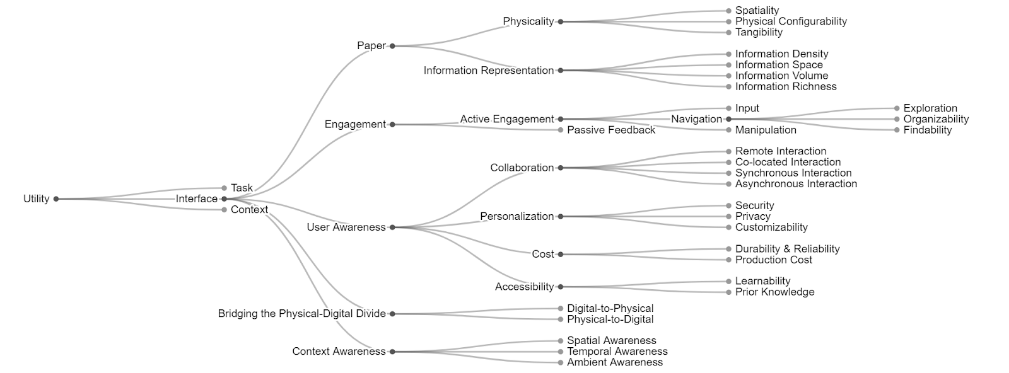 Utility
Task
Interface
Context
Paper
Physicality
Spatiality
Physical Configurability
Tangibility
Information Representation
Information Density
Information Space
Information Volume
Information Richness
Engagement
Active Engagement
Input
Navigation
Exploration
Organizability
Findability
Manipulation
Passive Feedback
User Awareness
Collaboration
Remote Interaction
Co-located Interaction
Synchronous Interaction
Asynchronous Interaction
Personalization
Security
Privacy
Customizability
Cost
Durability & Reliability
Production Cost
Accessibility
Learnability
Prior Knowledge
Bridging the Physical-Digital Divide
Digital-to-Physical
Physical-to-Digital
Context Awareness
Spatial Awareness
Temporal Awareness
Ambient Awareness